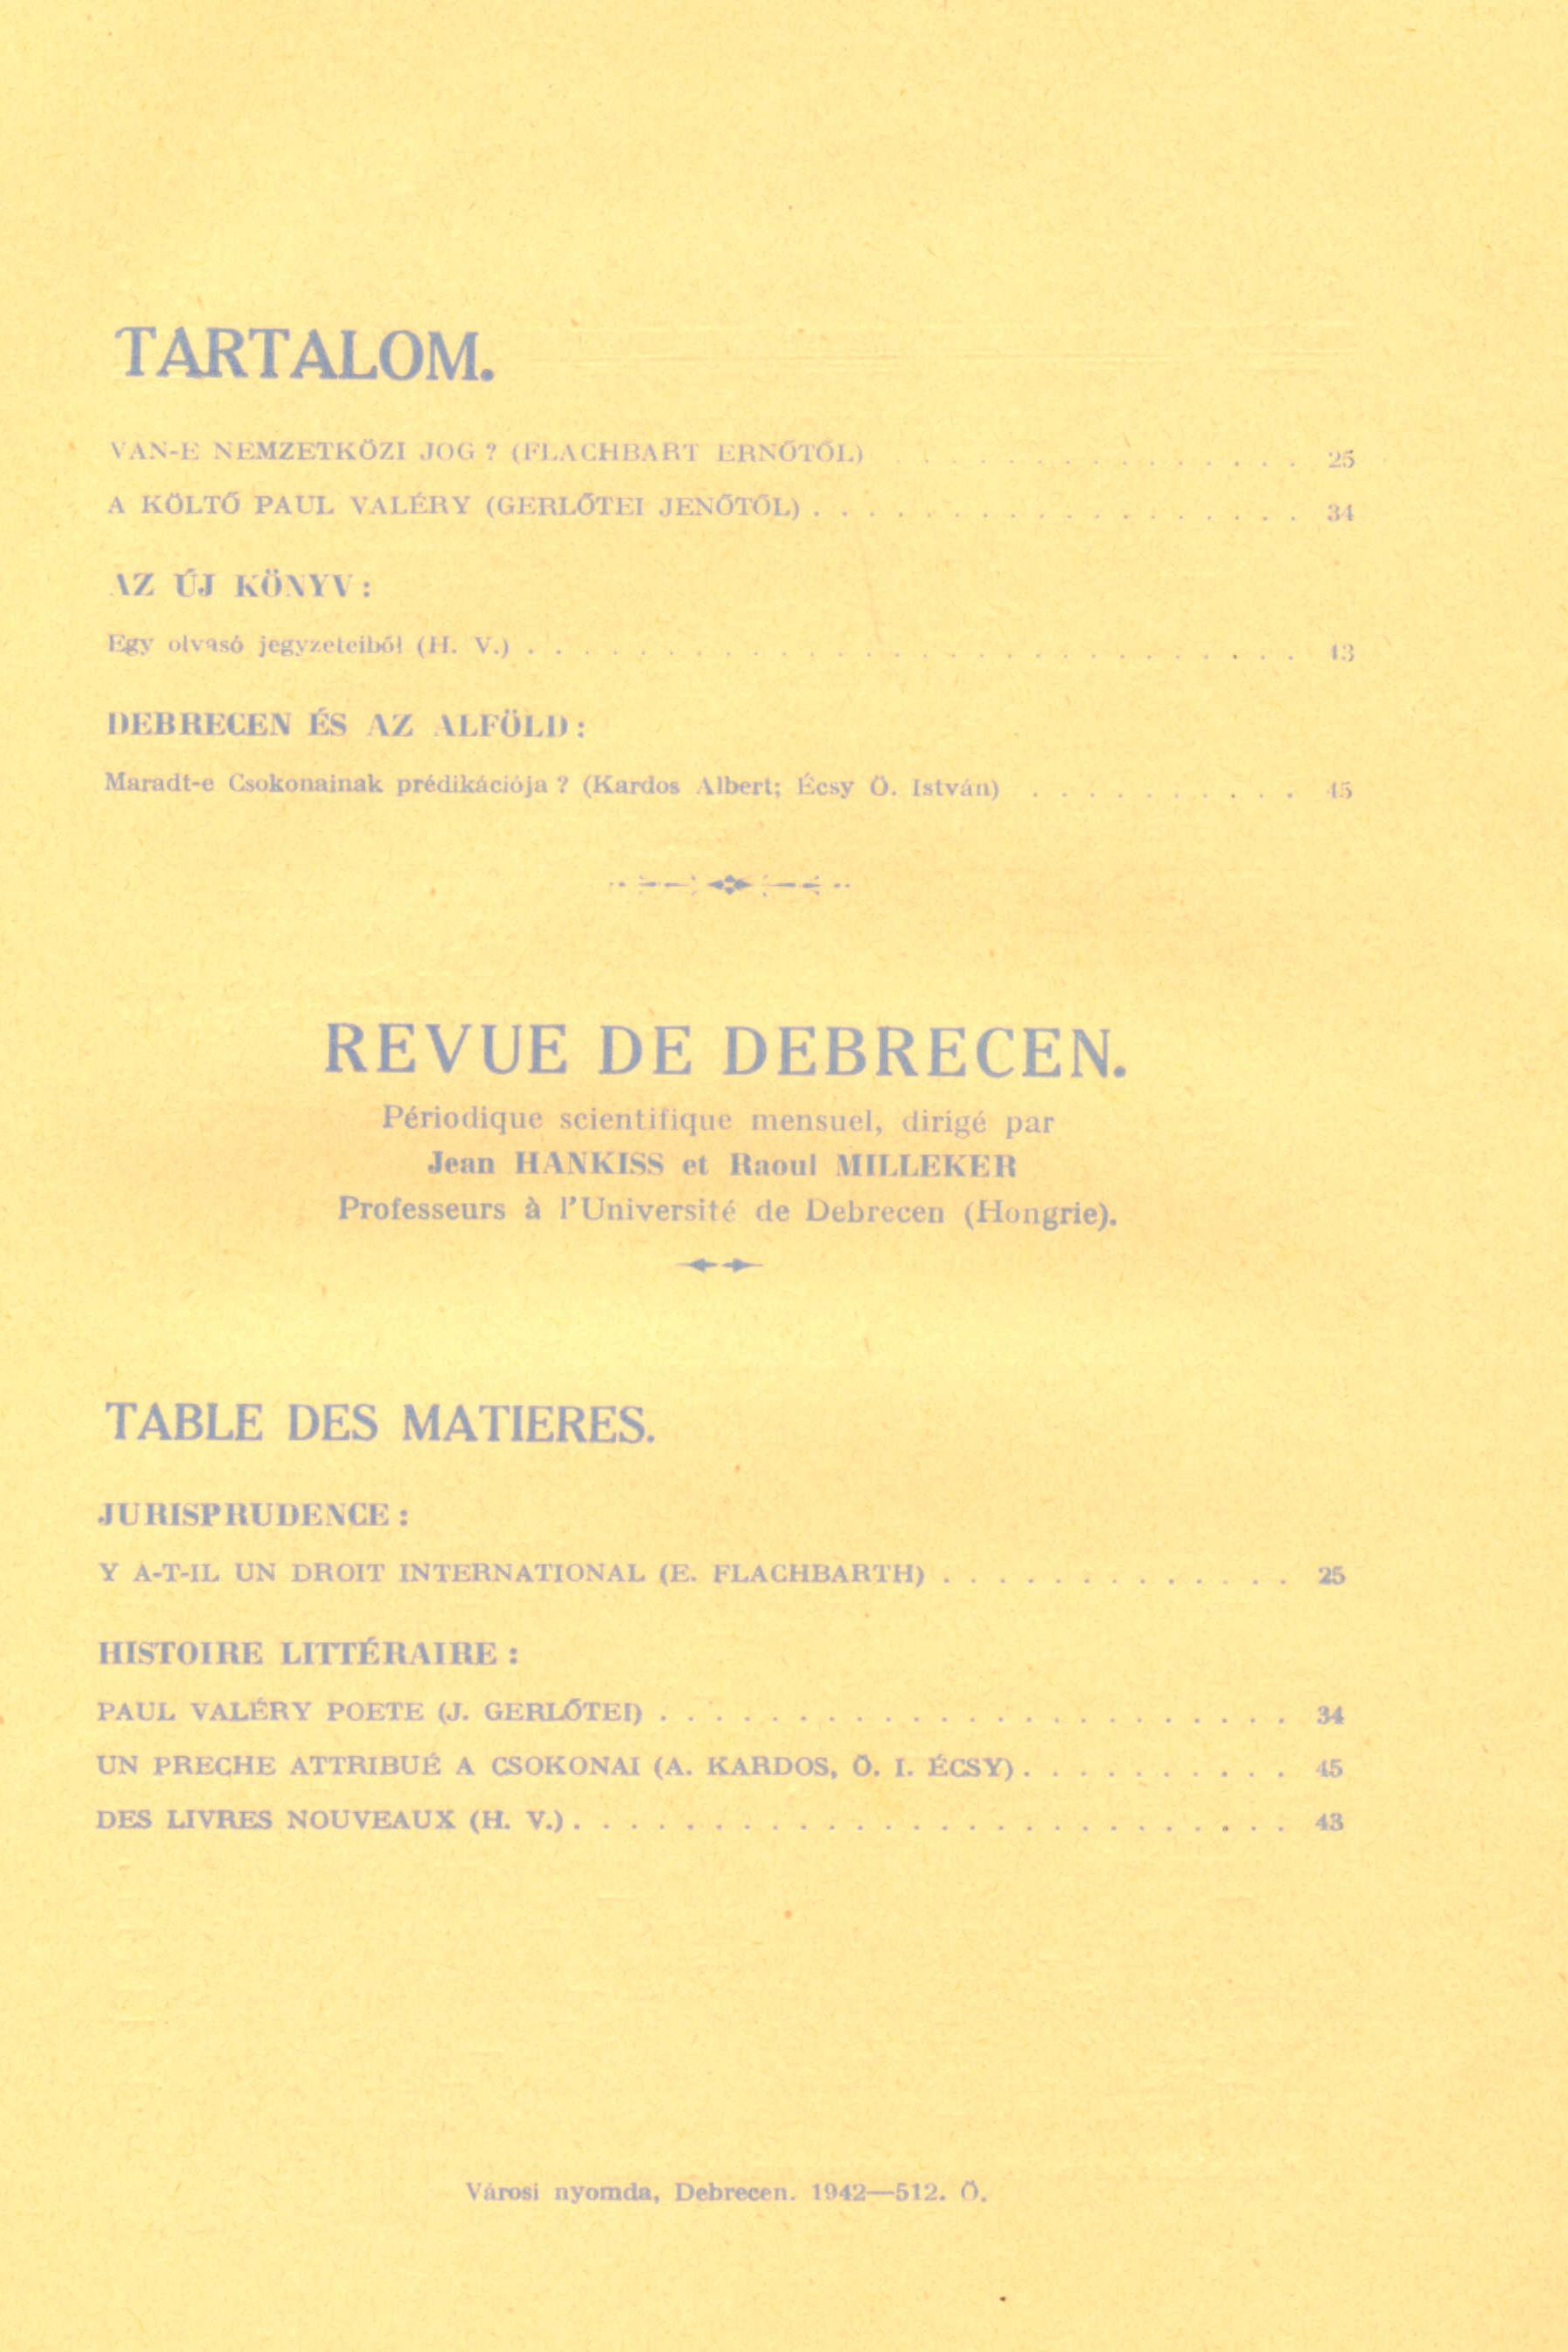 TARTALOM.
VAN-E NEMZETKÖZI JOG ? (FLACHBART ERNŐTŐL) . . . . . . . . . . . . . . . 25
A KÖLTŐ PAUL VALÉRY (GERLŐTEI JENŐTŐL) . . . . . . . . . . . . . . . . . . 34
AZ ÚJ KÖNYV :
Egy olvasó jegyzeteiből (H. V.) . . . . . . . . . . . . . . . . . . . . . . . . . . . . 43
DEBRECEN ÉS AZ ALFÖLD :
Maradt-e Csokonainak prédikációja ? (Kardos Albert; Écsy Ö. István) . . . . . . . . . . 45
REVUE DE DEBRECEN.
Périodique scientifique mensuel, dirigé par
Jean HANKISS et Raoul MILLEKER
Professeurs à l'Université de Debrecen (Hongrie).
TABLE DES MATIERES.
JURISPRUDENCE :
Y A-T-IL UN DROIT INTERNATIONAL (E. FLACHBARTH) . . . . . . . . . . . . . 25
HISTOIRE LITTÉRAIRE :
PAUL VALÉRY POETE (J. GERLŐTEI) . . . . . . . . . . . . . . . . . . . . . . . 34
UN PRECHE ATTRIBUÉ A CSOKONAI (A. KARDOS, Ö. I. ÉCSY) . . . . . . . . . . 45
DES LIVRES NOUVEAUX (H. V.) . . . . . . . . . . . . . . . . . . . . . . . . . . 43
Városi nyomda, Debrecen. 1942—512. Ö.